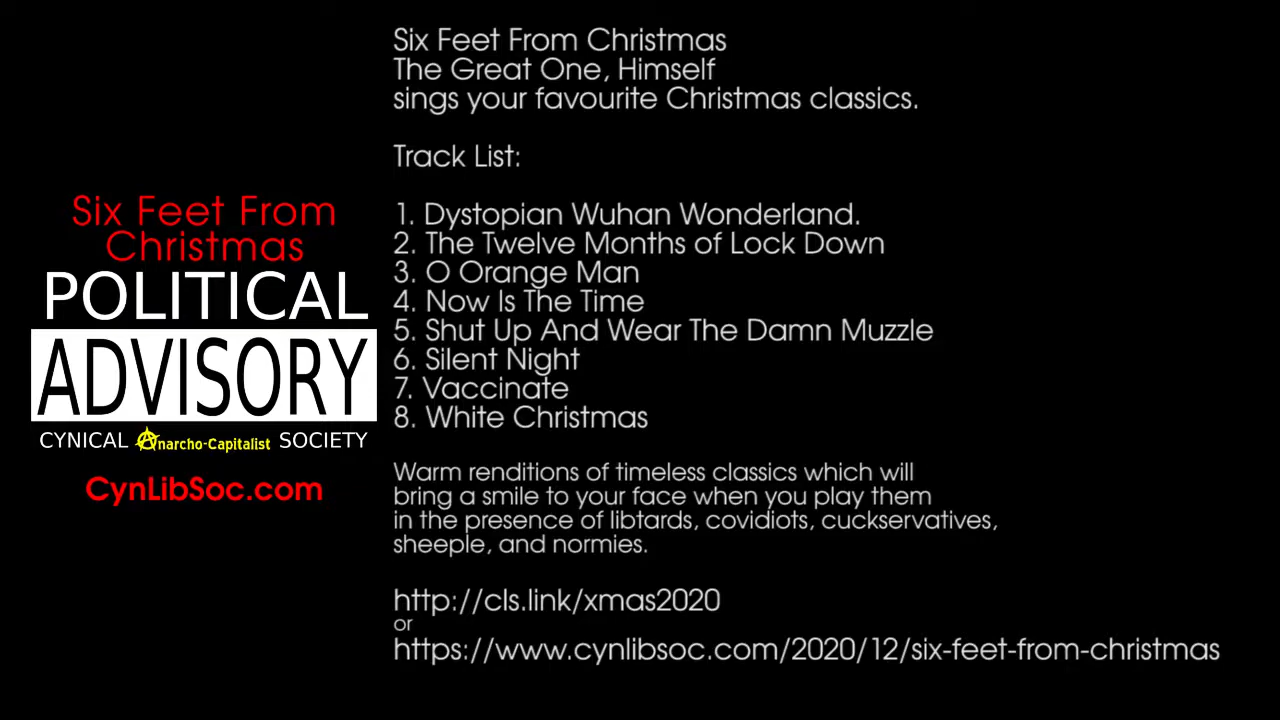 Six Feet From Christmas
The Great One, Himself
sings your favourite Christmas classics.
Track List:
1. Dystopian Wuhan Wonderland.
2. The Twelve Months of Lock Down
3. O Orange Man
4. Now Is The Time
5. Shut Up And Wear The Damn Muzzle
6. Silent Night
7. Vaccinate
8. White Christmas
Warm renditions of timeless classics which will
bring a smile to your face when you play them
in the presence of libtards, covidiots, cuckservatives,
sheeple, and normies.
http://cls.link/xmas2020
or
https://www.cynlibsoc.com/2020/12/six-feet-from-christmas
Six Feet From
Christmas
POLITICAL
ADVISORY
CYNICAL Anarcho-Capitalist SOCIETY
CynLibSoc.com